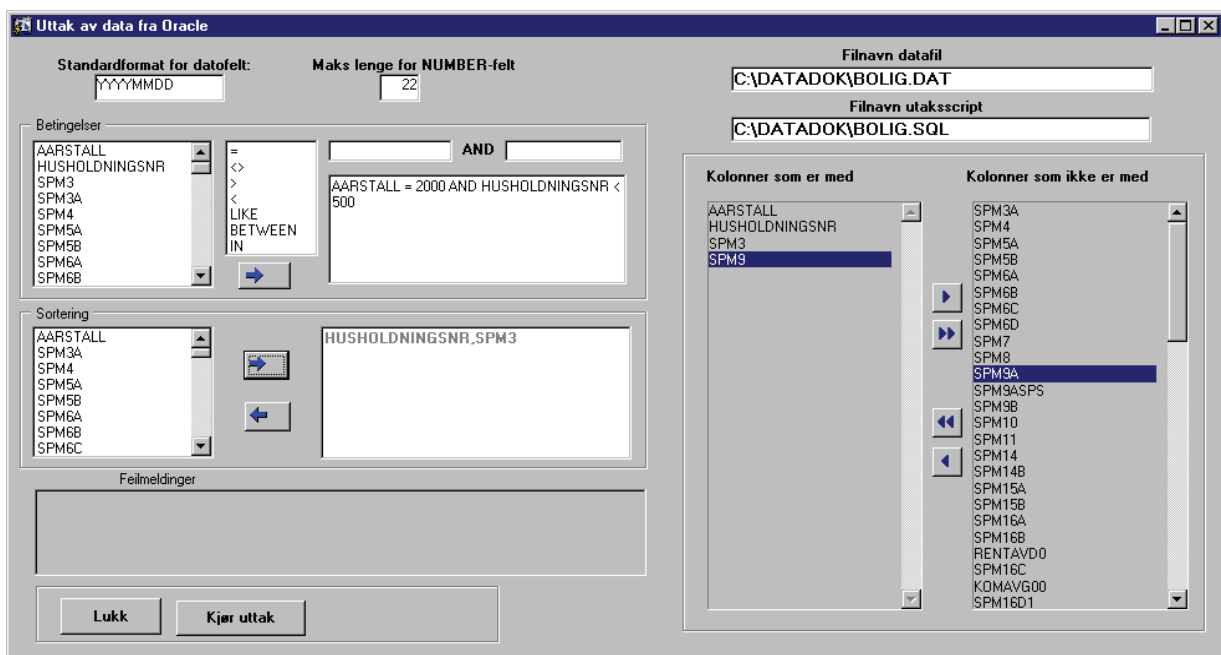 Uttak av data fra Oracle
Standardformat for datofelt:
YYYYMMDD
Maks lenge for NUMBER-felt
22
Filnavn datafil
C:\DATADOK\BOLIG.DAT
Filnavn utaksscript
C:\DATADOK\BOLIG.SQL
Betingelser
AARSTALL
HUSHOLDNINGSNR
SPM3
SPM3A
SPM4
SPM5A
SPM5B
SPM6A
SPM6B
=
<>
>
<
LIKE
BETWEEN
IN
AND
AARSTALL = 2000 AND HUSHOLDNINGSNR <
500
Sortering
AARSTALL
SPM3A
SPM4
SPM5A
SPM5B
SPM6A
SPM6B
SPM6C
HUSHOLDNINGSNR,SPM3
Feilmeldinger
Lukk
Kjør uttak
Kolonner som er med
AARSTALL
HUSHOLDNINGSNR
SPM3
SPM9
Kolonner som ikke er med
SPM3A
SPM4
SPM5A
SPM5B
SPM6A
SPM6B
SPM6C
SPM6D
SPM7
SPM8
SPM9A
SPM9ASPS
SPM9B
SPM10
SPM11
SPM14
SPM14B
SPM15A
SPM15B
SPM16A
SPM16B
RENTAVD0
SPM16C
KOMAVG00
SPM16D1